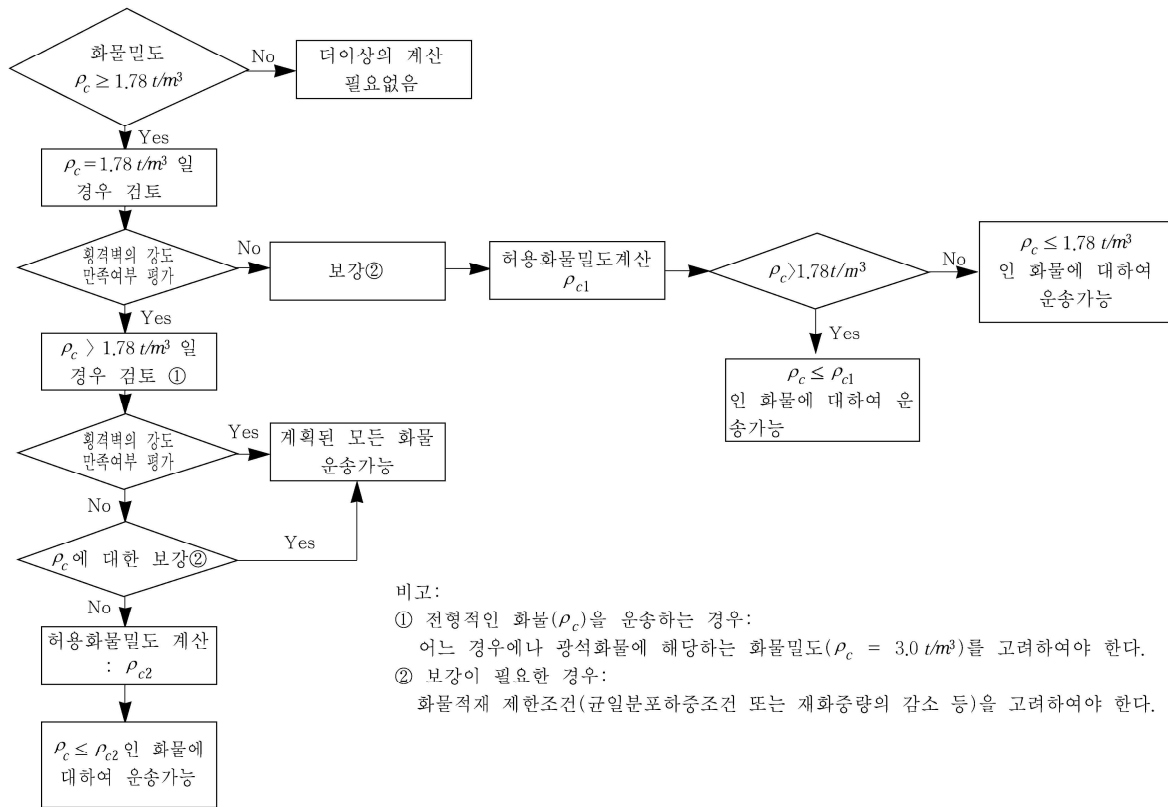 화물밀도
ρc ≥ 1.78 t/m³
No
더이상의 계산
필요없음
Yes
ρc = 1.78 t/m³ 일
경우 검토
횡격벽의 강도
만족여부 평가
No
보강②
허용화물밀도계산
ρc1
ρc〉1.78t/m³
No
ρc ≤ 1.78 t/m³
인 화물에 대하여
운송가능
Yes
ρc ≤ ρc1
인 화물에 대하여 운
송가능
Yes
ρc 〉1.78 t/m³ 일
경우 검토 ①
횡격벽의 강도
만족여부 평가
Yes
계획된 모든 화물
운송가능
No
ρc에 대한 보강②
Yes
No
허용화물밀도 계산
: ρc2
ρc ≤ ρc2 인 화물에
대하여 운송가능
비고:
① 전형적인 화물(ρc)을 운송하는 경우:
어느 경우에나 광석화물에 해당하는 화물밀도(ρc = 3.0 t/m³)를 고려하여야 한다.
② 보강이 필요한 경우:
화물적재 제한조건(균일분포하중조건 또는 재화중량의 감소 등)을 고려하여야 한다.